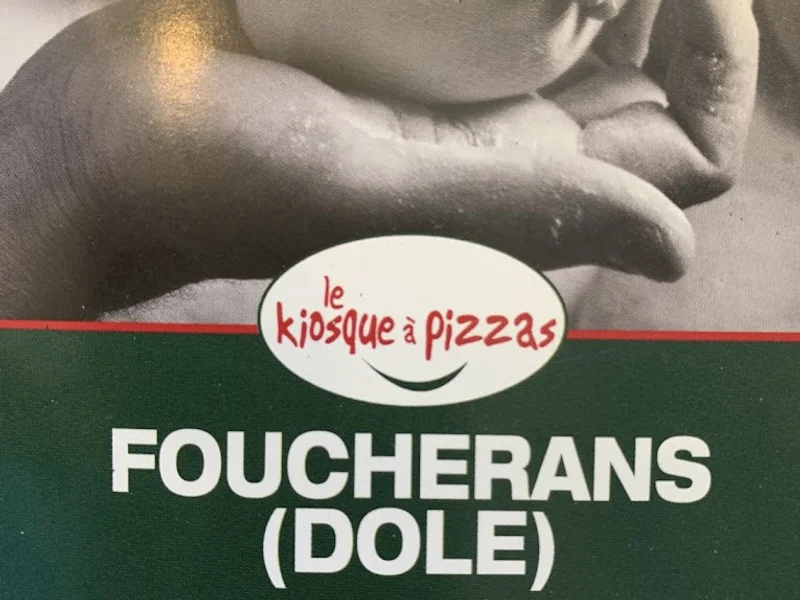 le
kiosque à pizzas
FOUCHERANS
(DOLE)